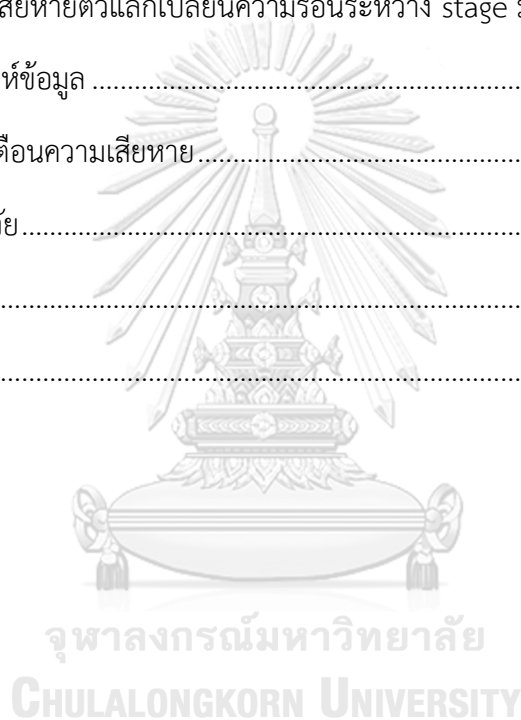 เสียหายตัวแลกเปลี่ยนความร้อนระหว่าง stage
ห์ข้อมูล ....................................................................
ตือนความเสียหาย....................................................
ัย................................................................................
....................................................................................
....................................................................................
จุฬาลงกรณ์มหาวิทยาลัย
CHULALONGKORN UNIVERSITY